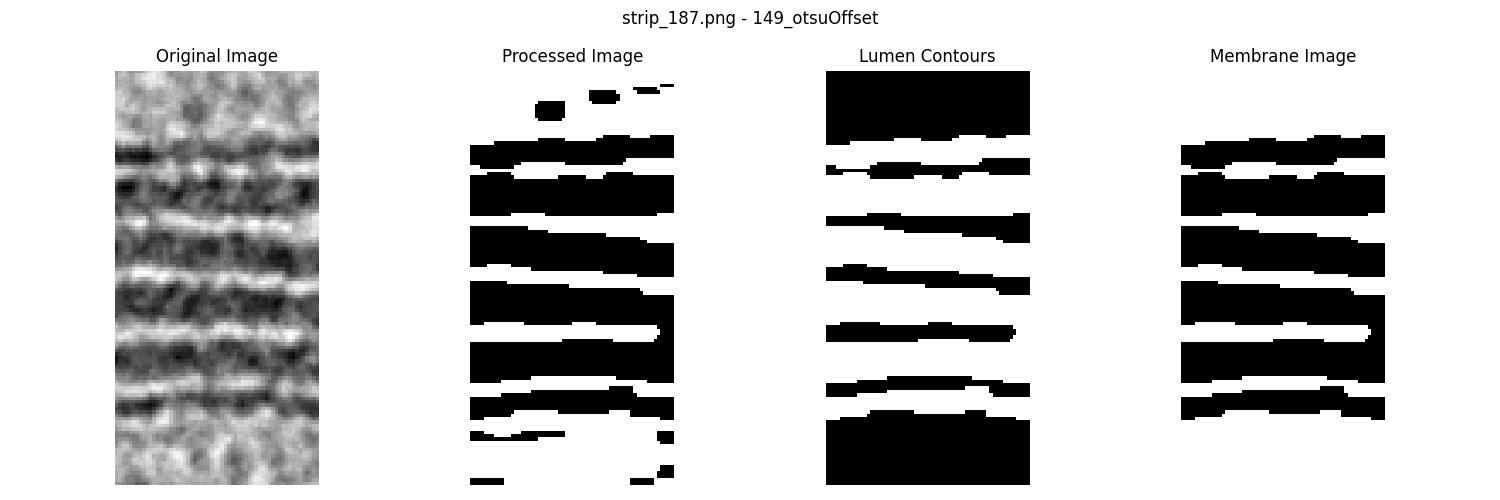 strip_187.png - 149_otsuOffset
Original Image
Processed Image
Lumen Contours
Membrane Image